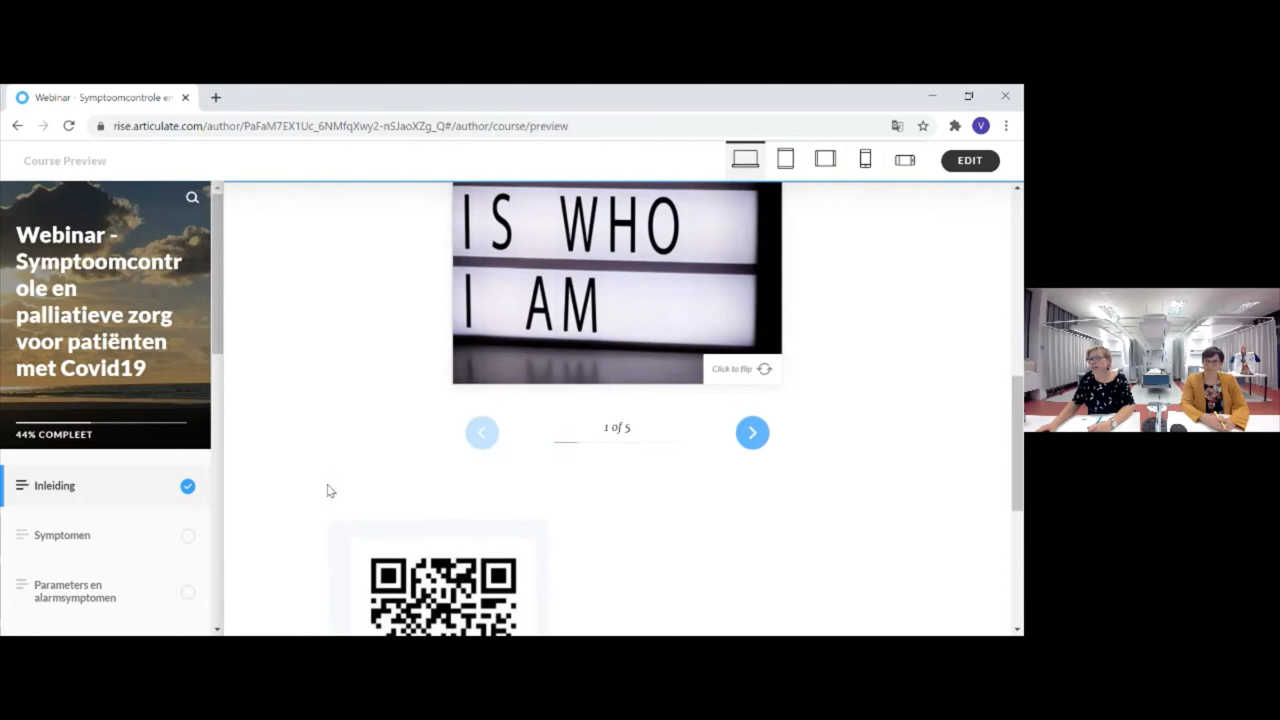 Webinar - Symptoomcontrole en
rise.articulate.com/author/PaFaM7EX1Uc_6NMfqXwy2-nSJaoXZg_Q#/author/course/preview
V
Course Preview
EDIT
Webinar -
Symptoomcontr
ole en
palliatieve zorg
voor patiënten
met Covid19
44% COMPLEET
Inleiding
Symptomen
Parameters en
alarmsymptomen
IS WHO
I AM
Click to flip
1 of 5